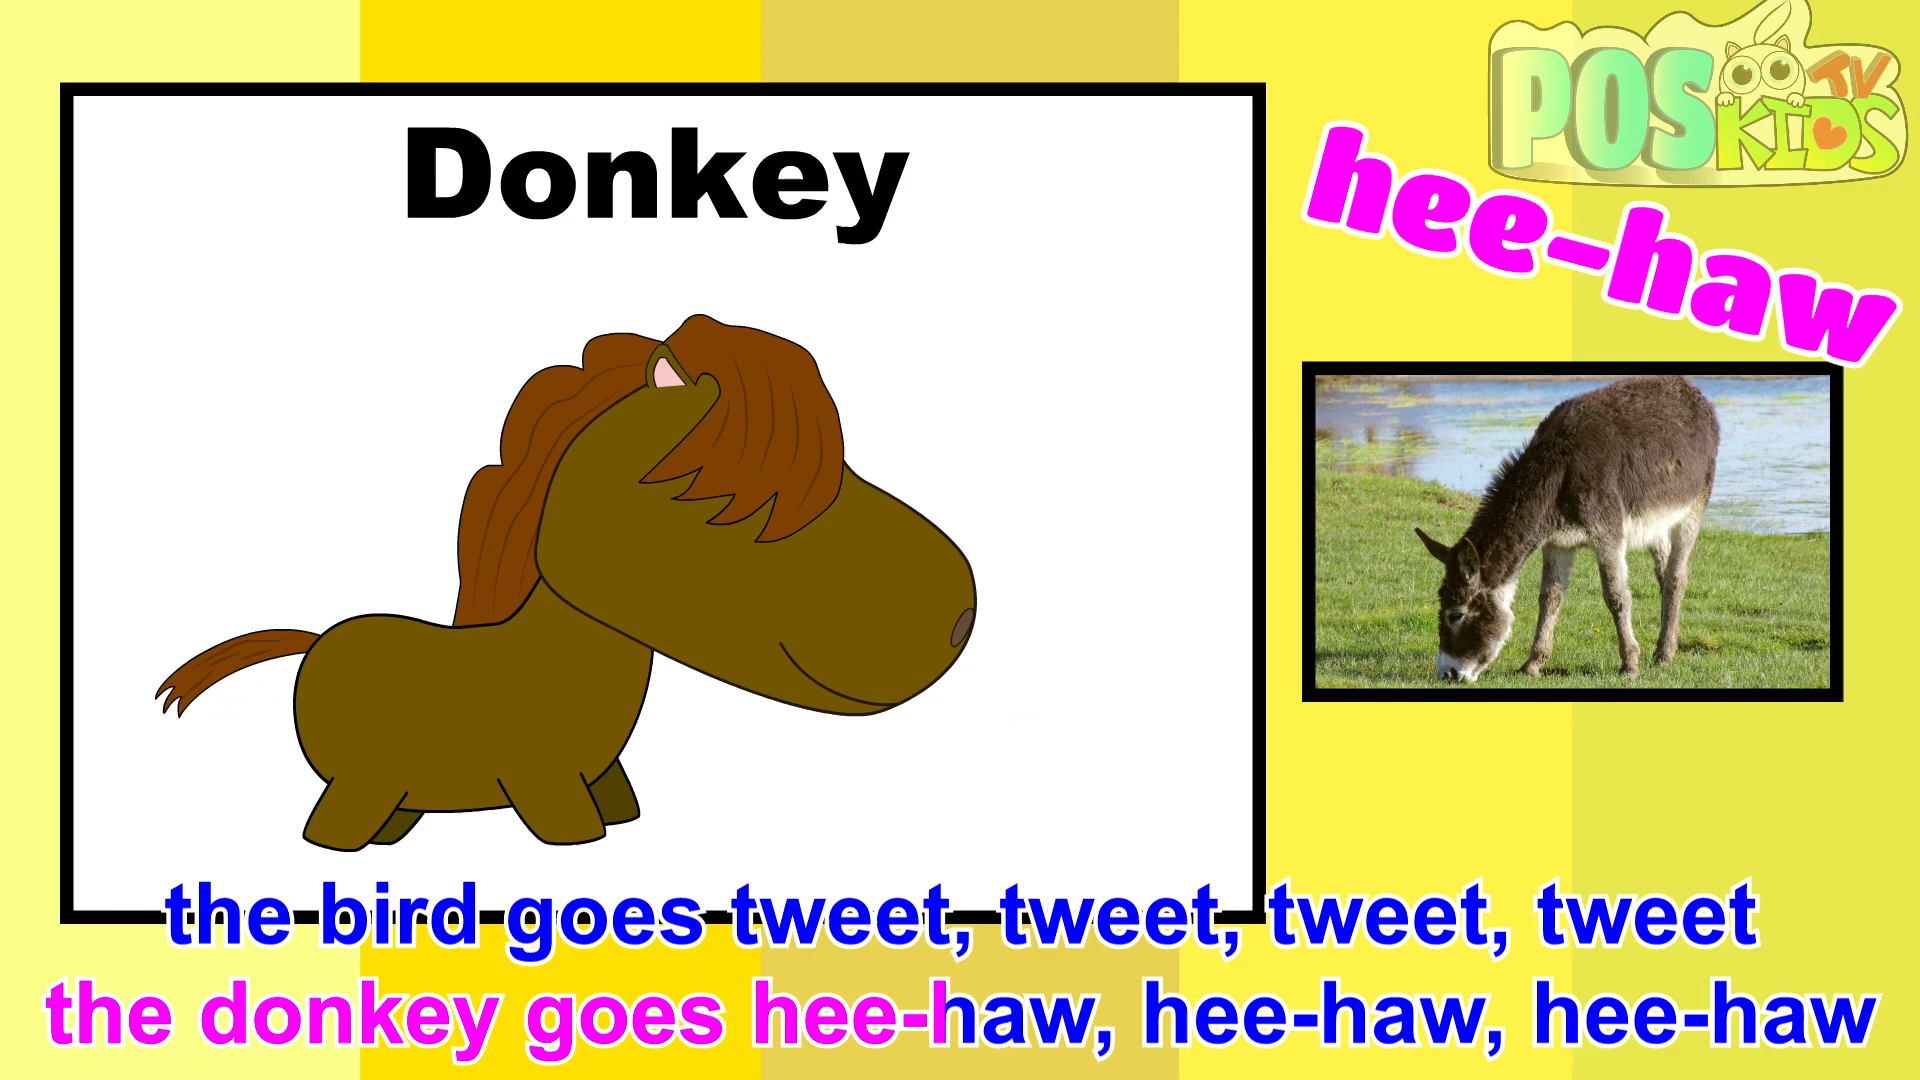 Donkey
POS KIDS TV
hee-haw
the bird goes tweet, tweet, tweet, tweet
the donkey goes hee-haw, hee-haw, hee-haw